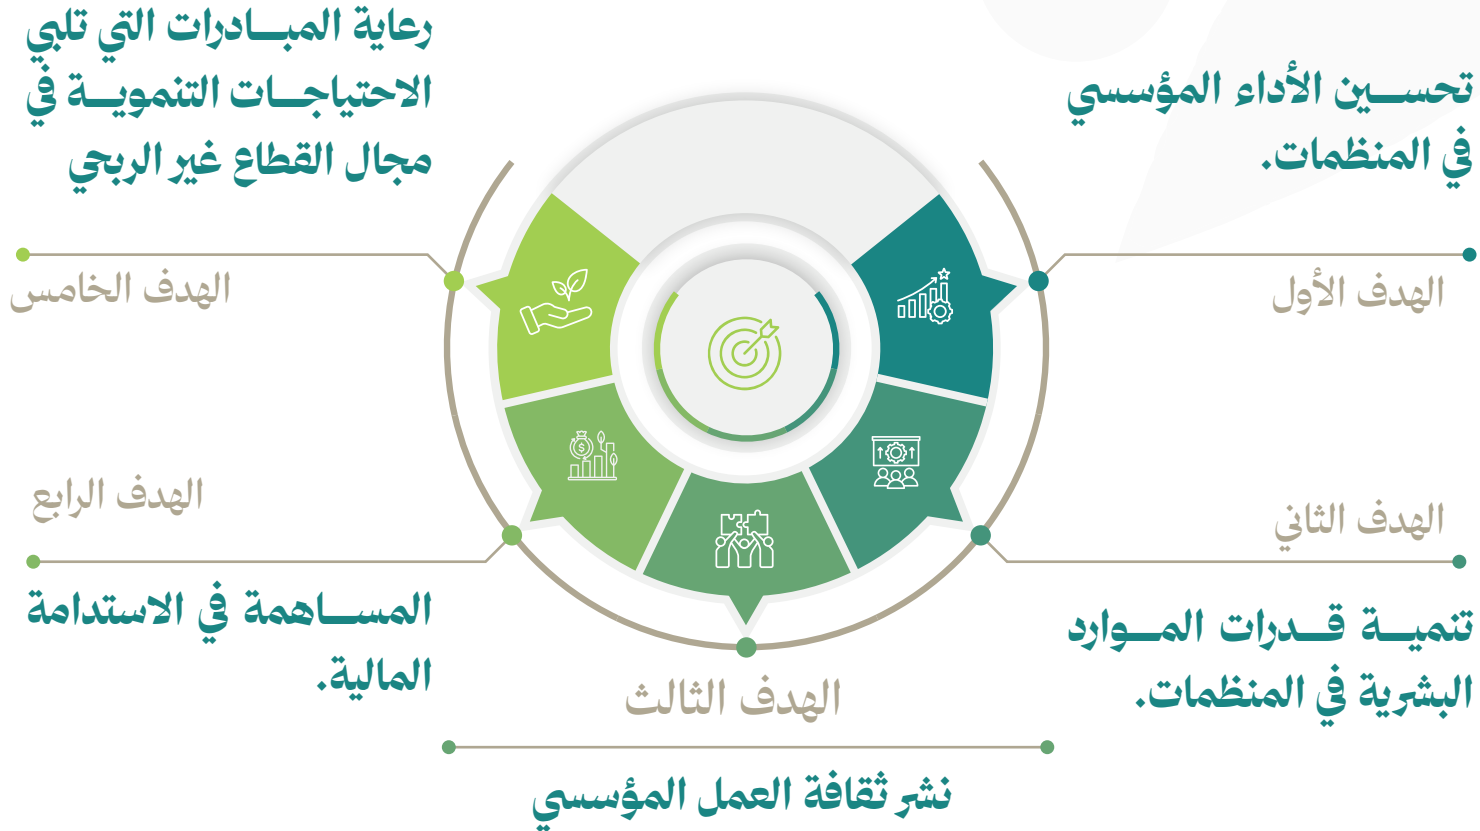 تحسين الأداء المؤسسي
في المنظمات.
الهدف الأول
الهدف الثاني
تنمية قدرات الموارد
البشرية في المنظمات.
الهدف الثالث
نشر ثقافة العمل المؤسسي
الهدف الرابع
المساهمة في الاستدامة
المالية.
رعاية المبادرات التي تلبي
الاحتياجات التنموية في
مجال القطاع غير الربحي
الهدف الخامس
$